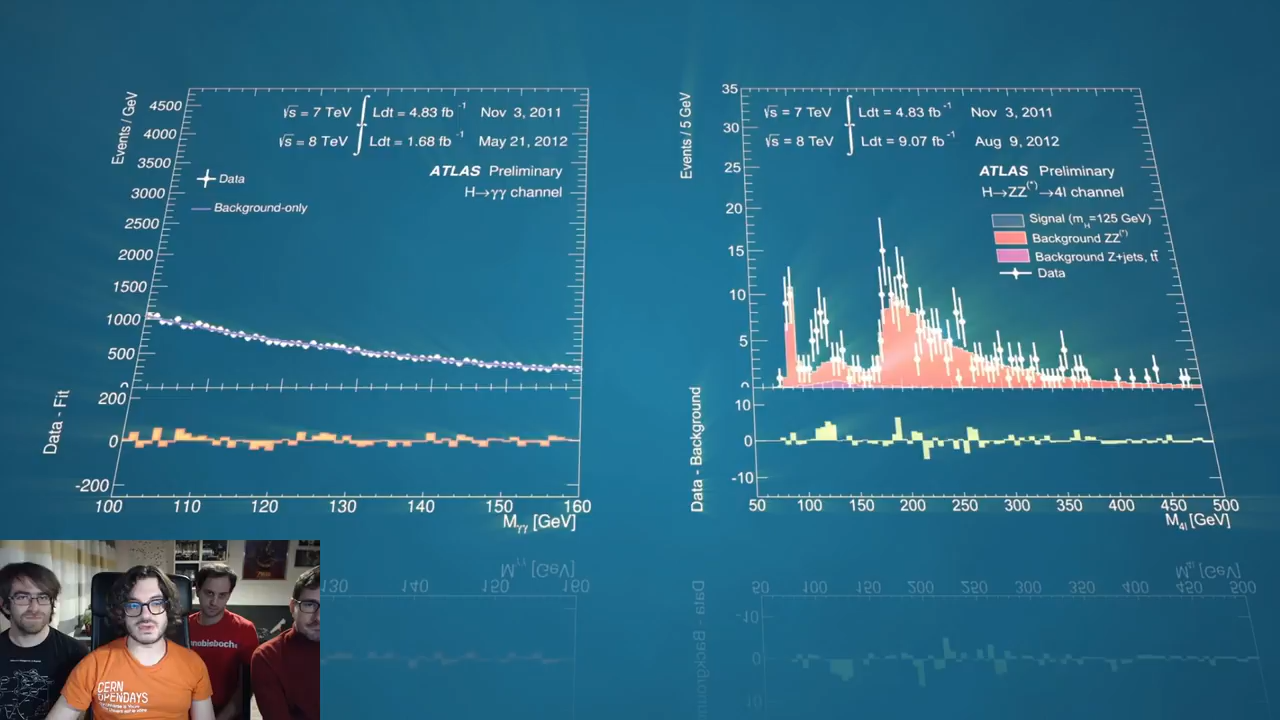 Events / GeV
4500
4000
3500
3000
2500
2000
1500
1000
500
0
√s = 7 TeV ∫ Ldt = 4.83 fb⁻¹ Nov 3, 2011
√s = 8 TeV Ldt = 1.68 fb⁻¹ May 21, 2012
ATLAS Preliminary
H→γγ channel
Data
Background-only
Data - Fit
200
0
-200
100 110 120 130 140 150 160
Mγγ [GeV]
Events / 5 GeV
35
30
25
20
15
10
5
0
√s = 7 TeV ∫ Ldt = 4.83 fb⁻¹ Nov 3, 2011
√s = 8 TeV Ldt = 9.07 fb⁻¹ Aug 9, 2012
ATLAS Preliminary
H→ZZ(*)→4l channel
Signal (mH=125 GeV)
Background ZZ(*)
Background Z+jets, tt̄
Data
Data - Background
10
0
-10
50 100 150 200 250 300 350 400 450 500
M4l [GeV]
CERN
OPENDAYS